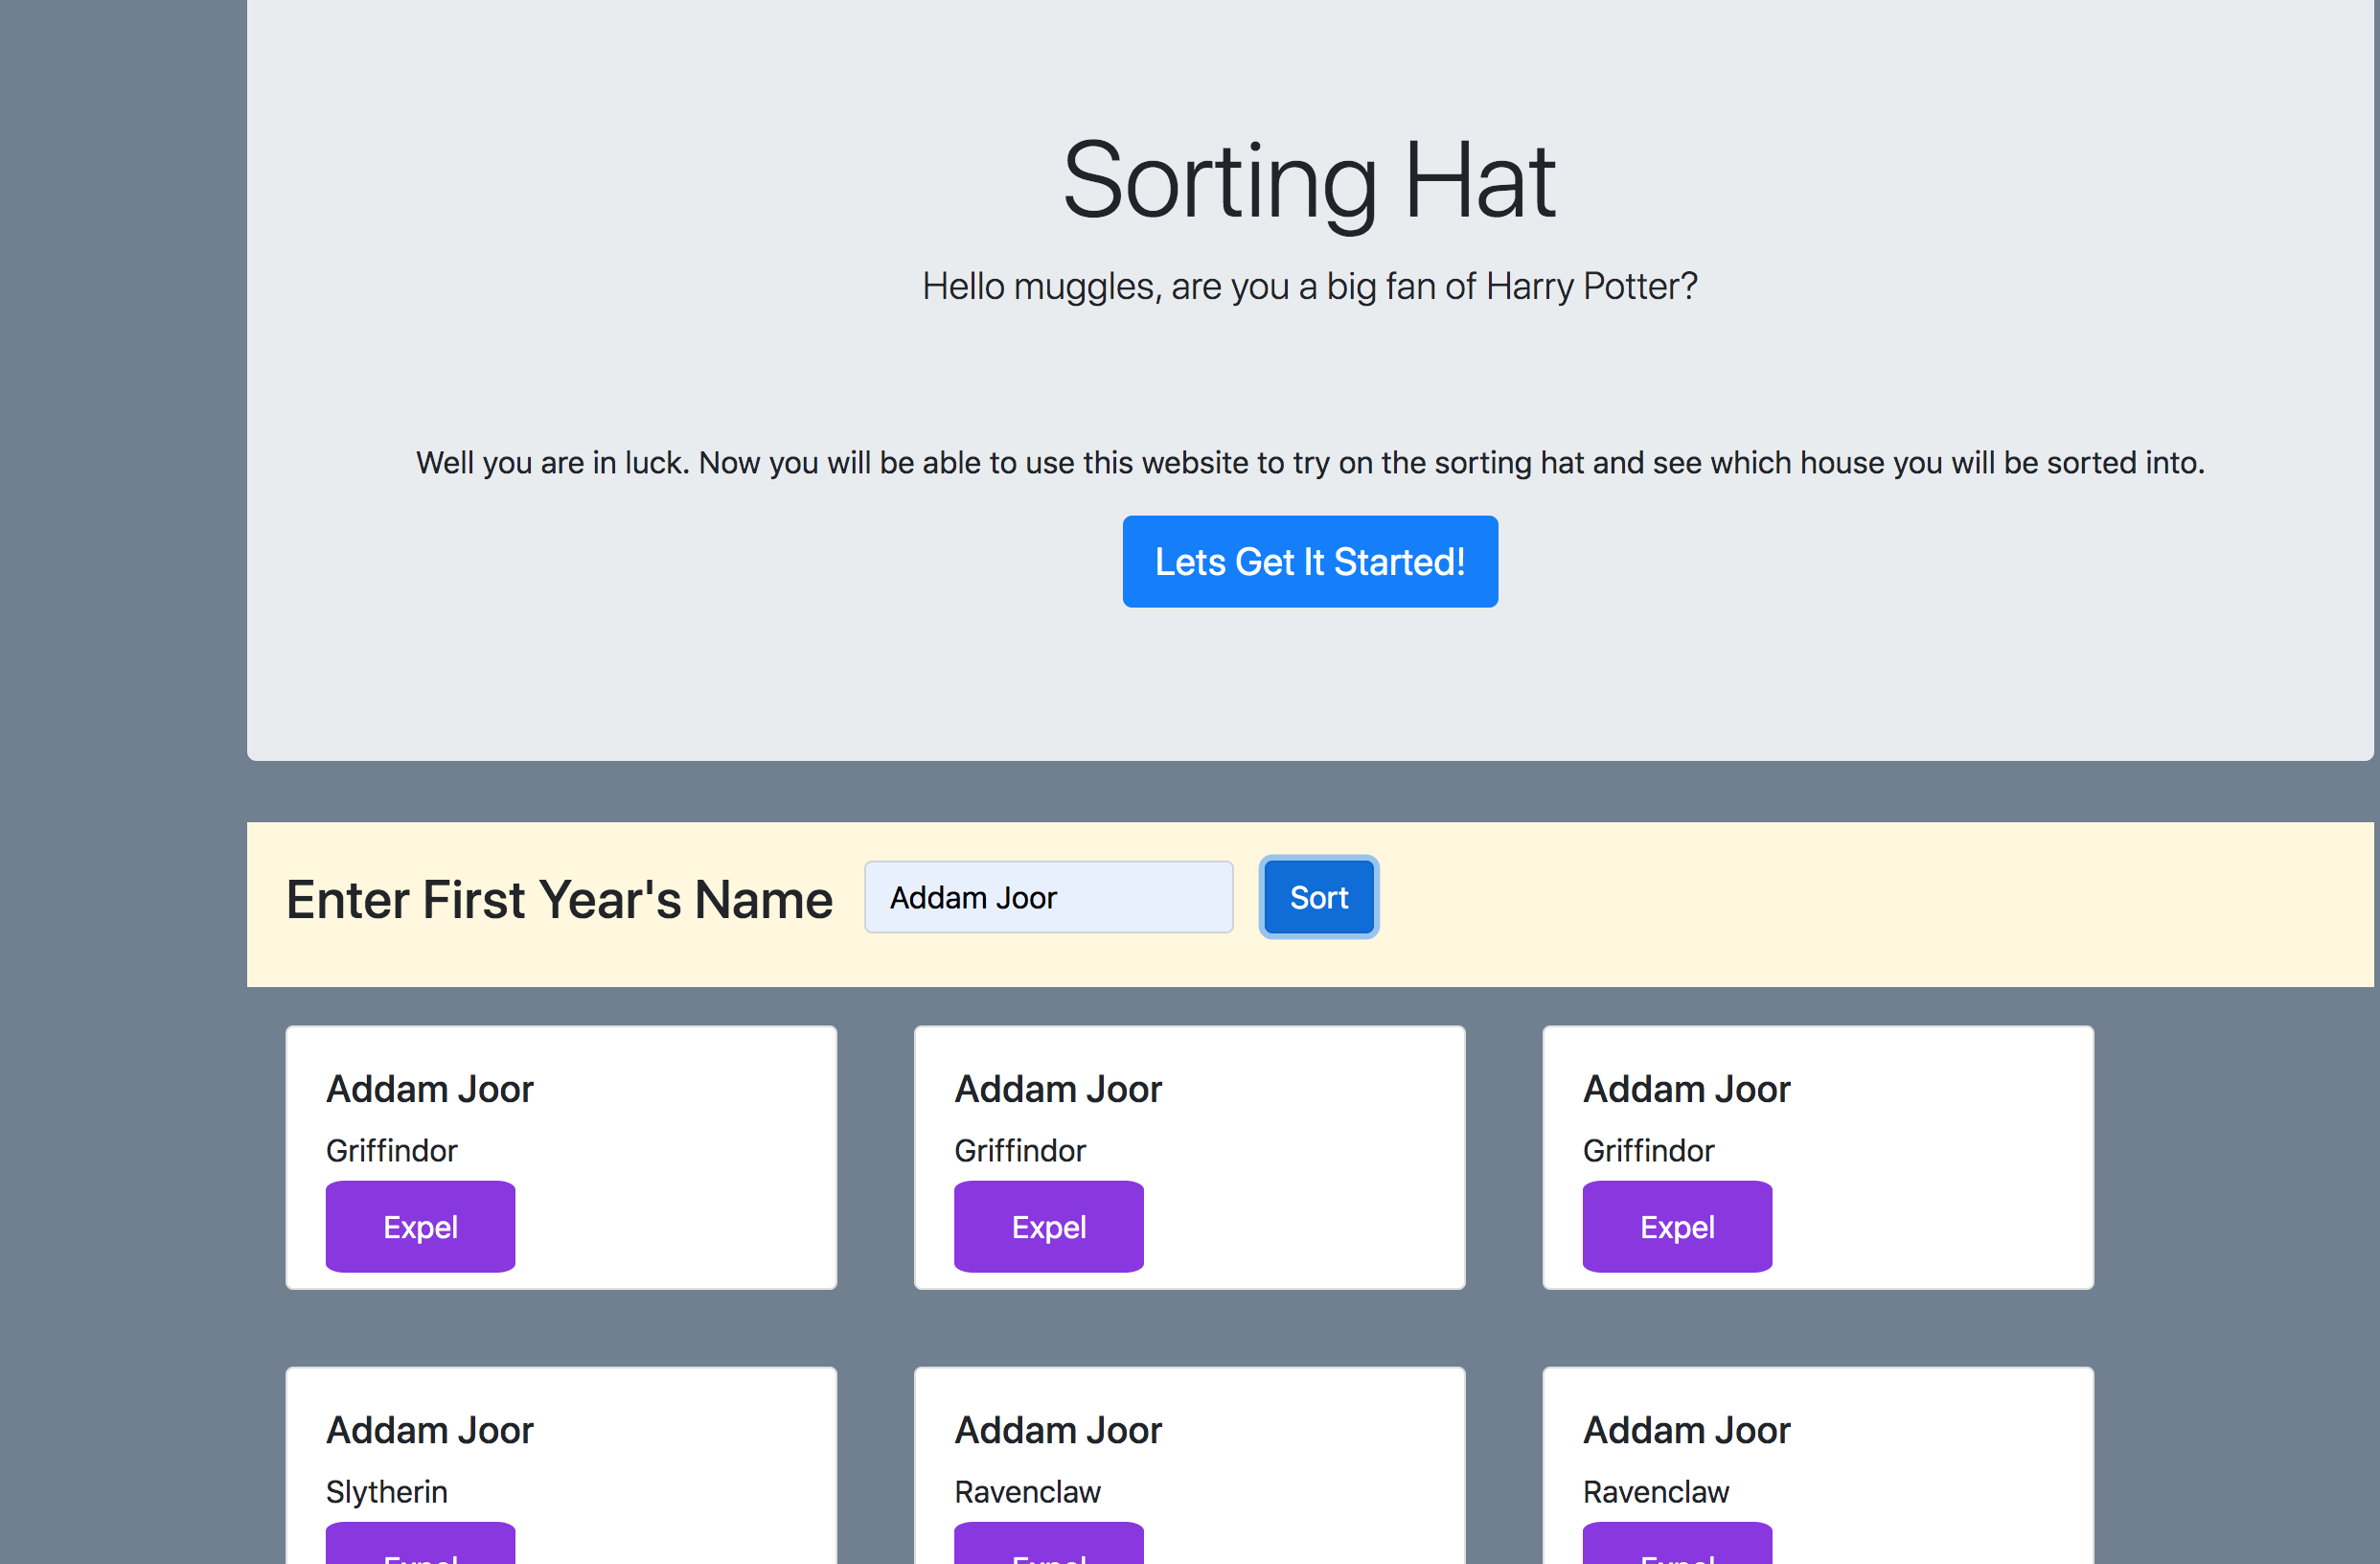 Sorting Hat
Hello muggles, are you a big fan of Harry Potter?
Well you are in luck. Now you will be able to use this website to try on the sorting hat and see which house you will be sorted into.
Lets Get It Started!
Enter First Year's Name Addam Joor Sort
Addam Joor Addam Joor Addam Joor
Griffindor Griffindor Griffindor
Expel Expel Expel
Addam Joor Addam Joor Addam Joor
Slytherin Ravenclaw Ravenclaw
Expel Expel Expel